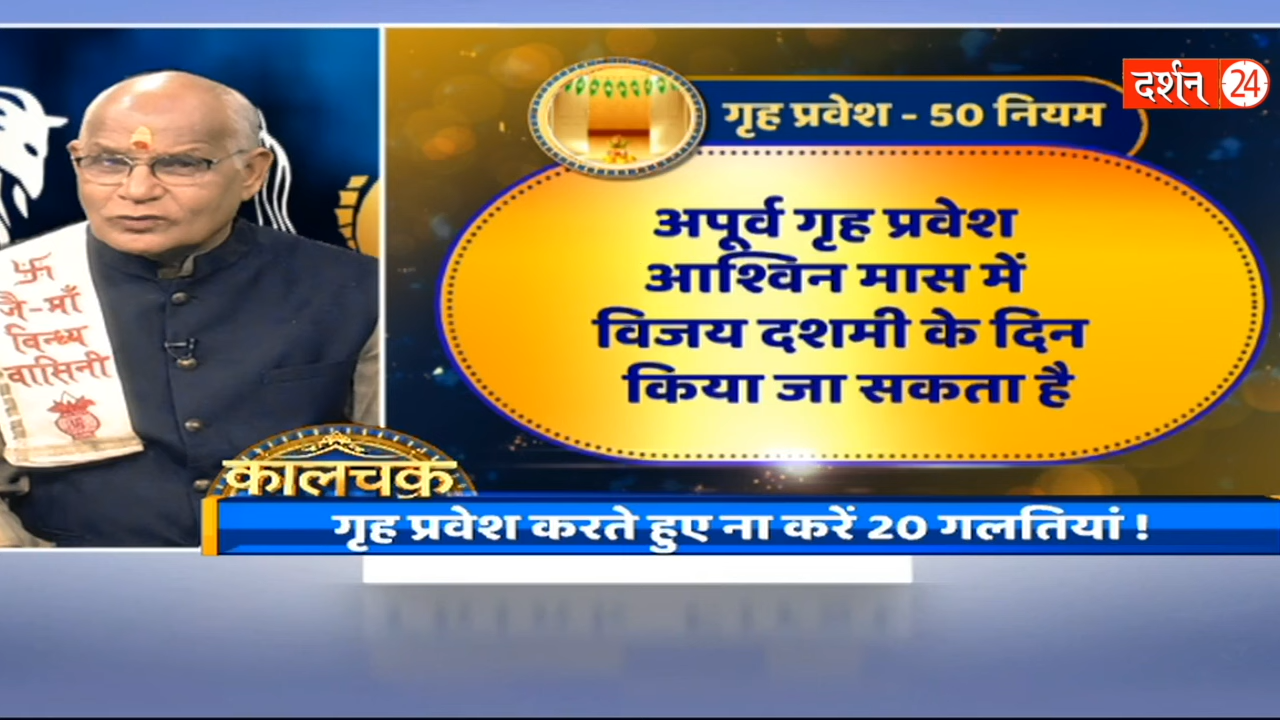 दर्शन 24
गृह प्रवेश - 50 नियम
अपूर्व गृह प्रवेश
आश्विन मास में
विजय दशमी के दिन
किया जा सकता है
जै-माँ
विन्ध्य
वासिनी
कालचक्र
गृह प्रवेश करते हुए ना करें 20 गलतियां !